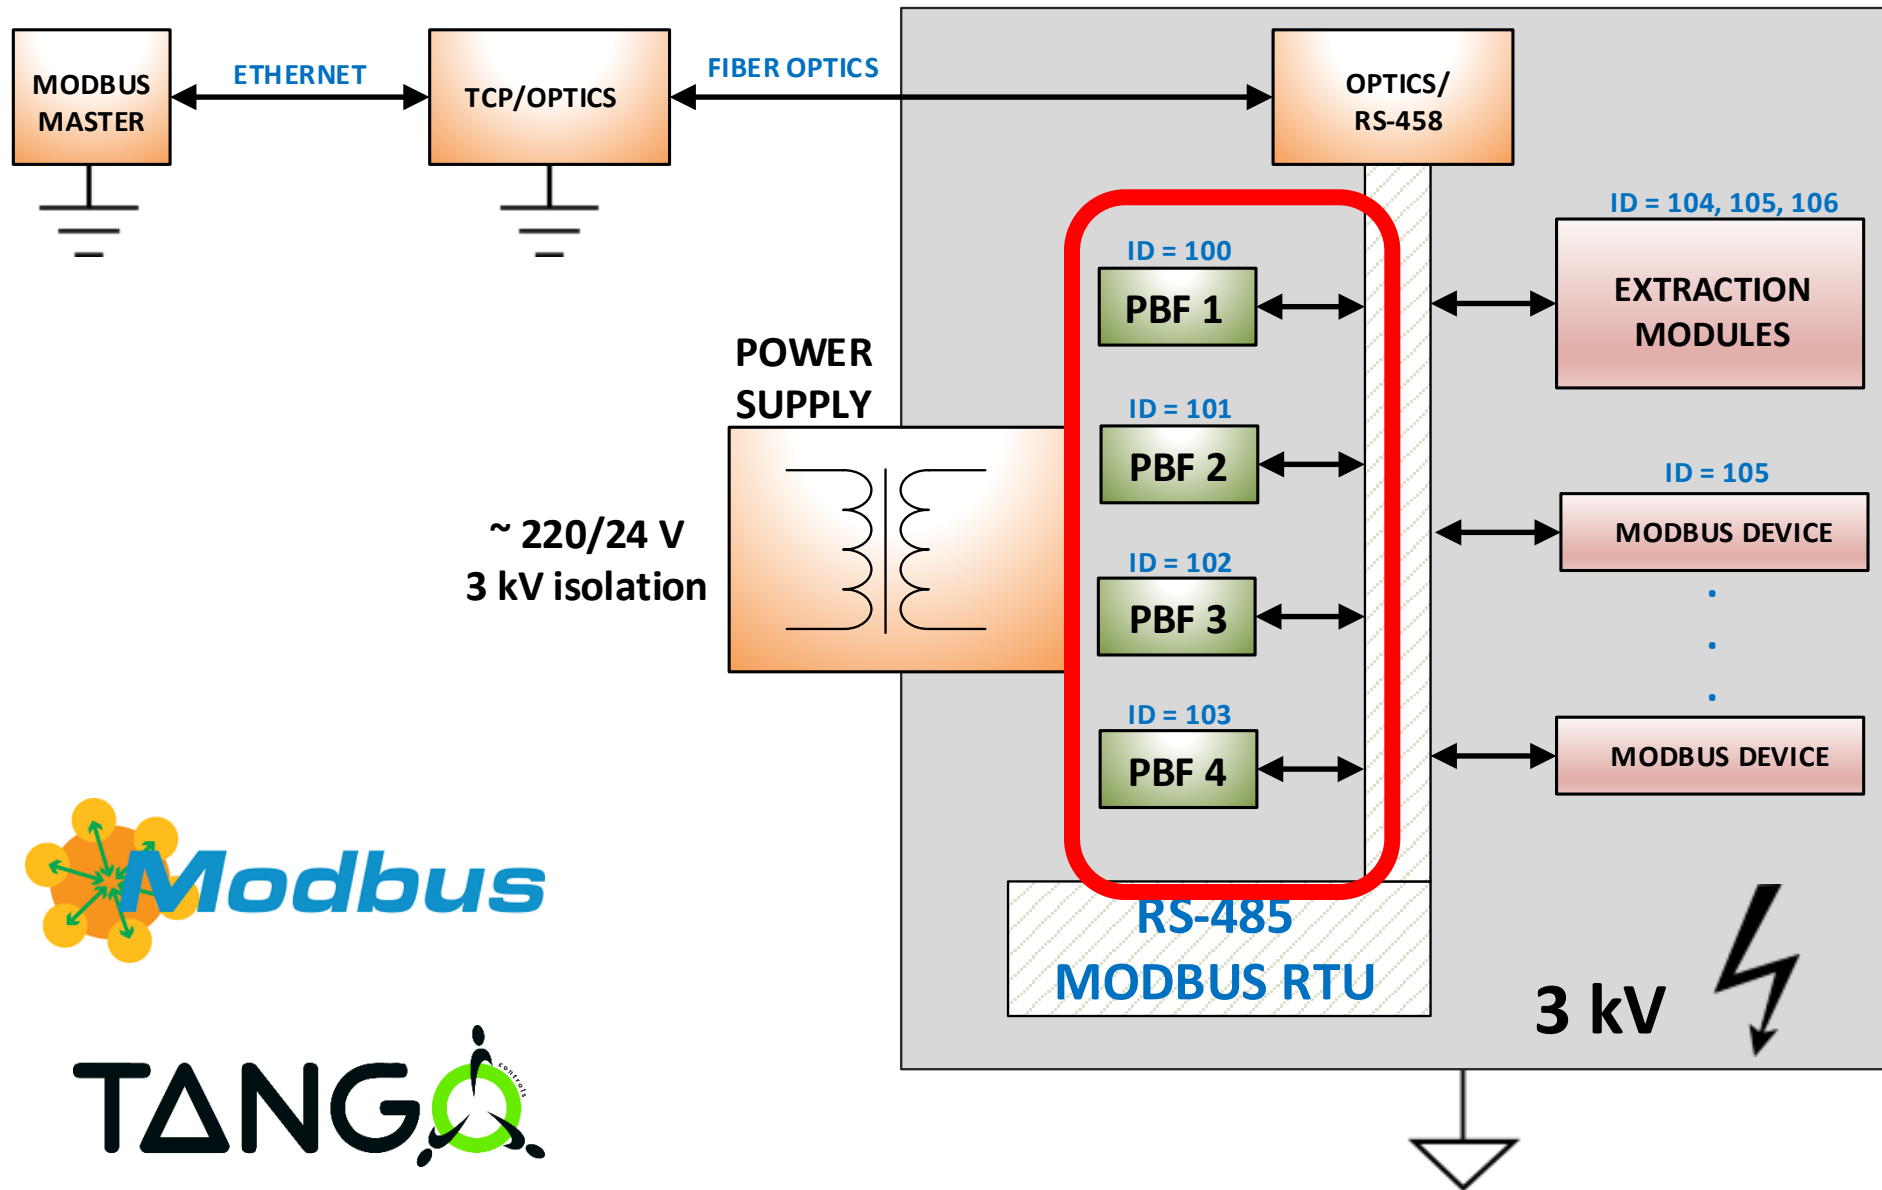 MODBUS
MASTER
ETHERNET
TCP/OPTICS
FIBER OPTICS
OPTICS/
RS-458
ID = 104, 105, 106
EXTRACTION
MODULES
ID = 100
PBF 1
POWER
SUPPLY
ID = 101
PBF 2
ID = 105
MODBUS DEVICE
~ 220/24 V
3 kV isolation
ID = 102
PBF 3
.
.
.
ID = 103
PBF 4
MODBUS DEVICE
Modbus
RS-485
MODBUS RTU
3 kV
TANGO
controls